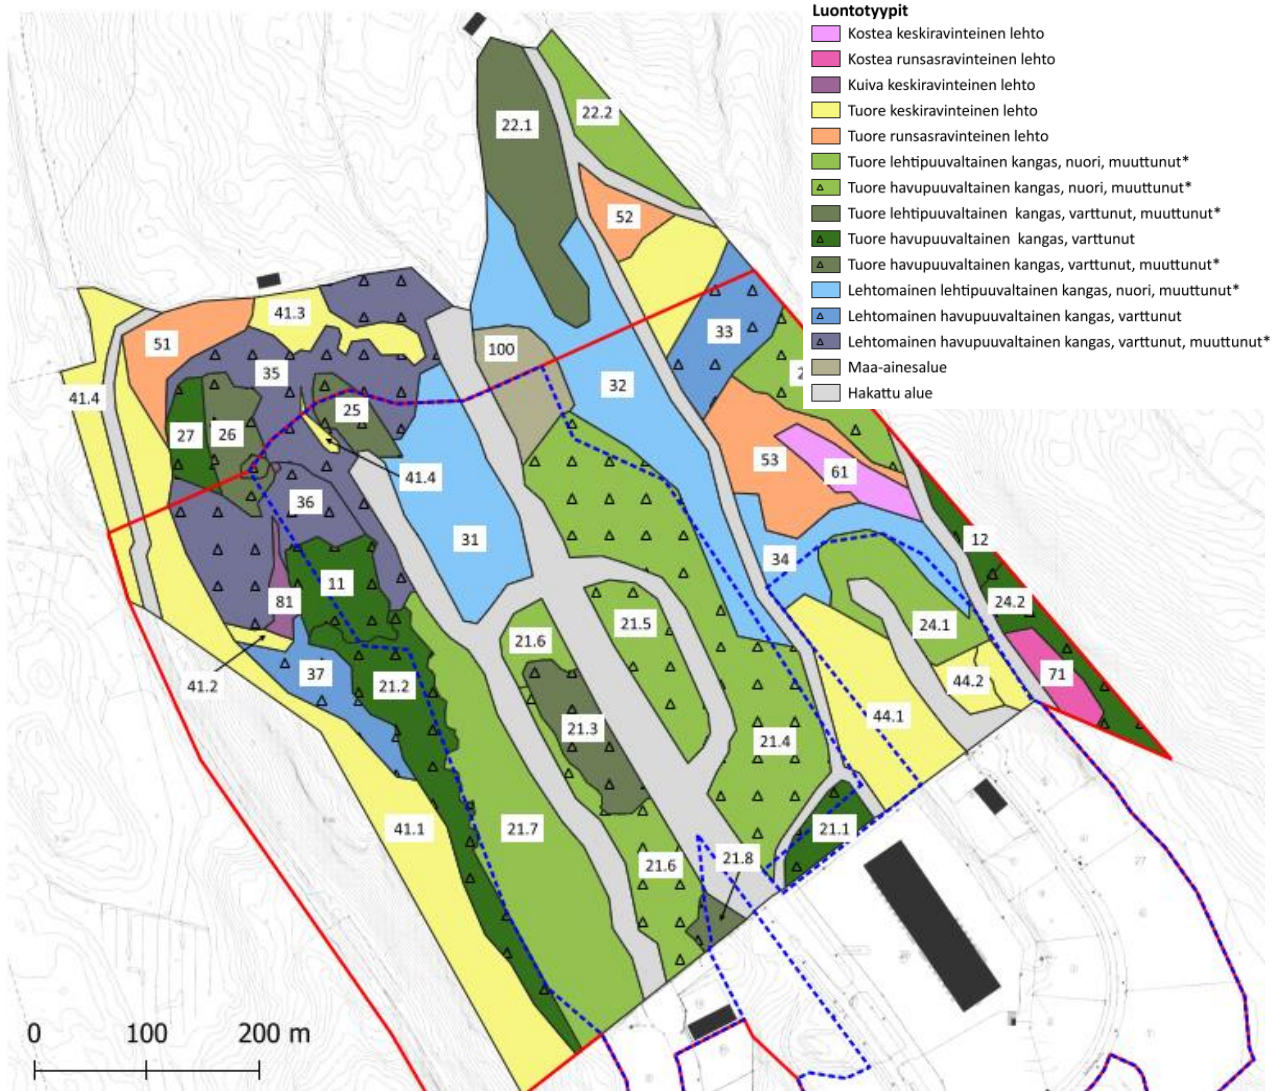 Luontotyypit
Kostea keskiravinteinen lehto
Kostea runsasravinteinen lehto
Kuiva keskiravinteinen lehto
Tuore keskiravinteinen lehto
Tuore runsasravinteinen lehto
Tuore lehtipuuvaltainen kangas, nuori, muuttunut*
Tuore havupuuvaltainen kangas, nuori, muuttunut*
Tuore lehtipuuvaltainen kangas, varttunut, muuttunut*
Tuore havupuuvaltainen kangas, varttunut
Tuore havupuuvaltainen kangas, varttunut, muuttunut*
Lehtomainen lehtipuuvaltainen kangas, nuori, muuttunut*
Lehtomainen havupuuvaltainen kangas, varttunut
Lehtomainen havupuuvaltainen kangas, varttunut, muuttunut*
Maa-ainesalue
Hakattu alue
22.1
22.2
52
41.3
51
33
100
35
32
41.4
25
27
26
53
61
41.4
36
31
12
34
11
81
24.2
21.5
24.1
21.6
37
71
44.2
41.2
21.2
44.1
21.3
21.4
41.1
21.7
21.1
21.8
21.6
0 100 200 m